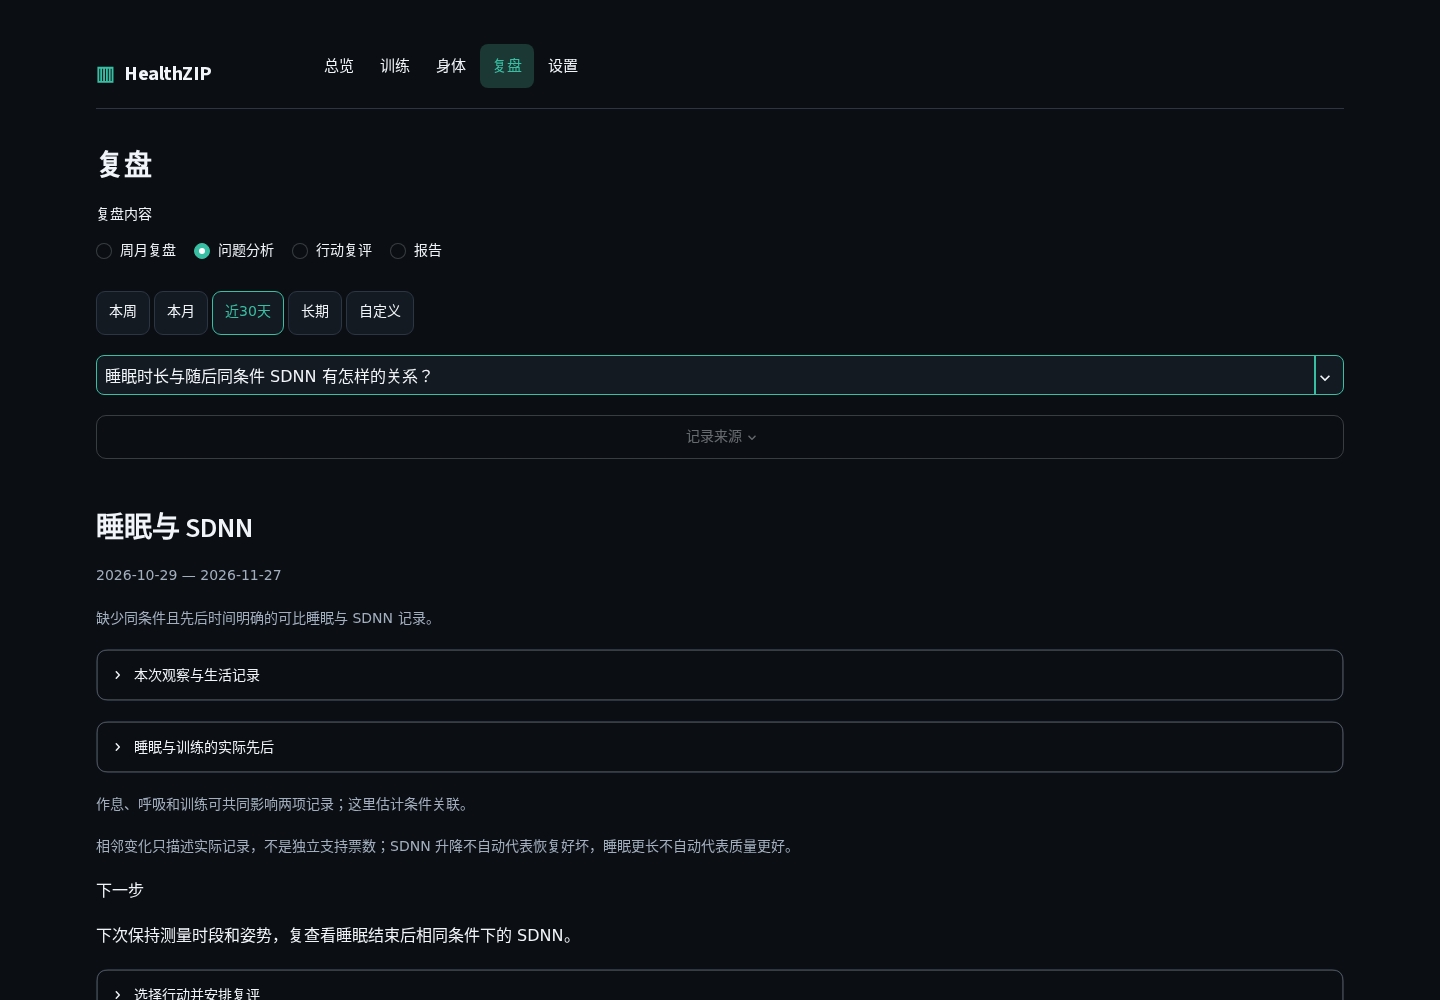 HealthZIP
总览 训练 身体 复盘 设置
复盘
复盘内容
周月复盘 问题分析 行动复评 报告
本周 本月 近30天 长期 自定义
睡眠时长与随后同条件 SDNN 有怎样的关系？
记录来源
睡眠与 SDNN
2026-10-29 — 2026-11-27
缺少同条件且先后时间明确的可比睡眠与 SDNN 记录。
本次观察与生活记录
睡眠与训练的实际先后
作息、呼吸和训练可共同影响两项记录；这里估计条件关联。
相邻变化只描述实际记录，不是独立支持票数；SDNN 升降不自动代表恢复好坏，睡眠更长不自动代表质量更好。
下一步
下次保持测量时段和姿势，复查看睡眠结束后相同条件下的 SDNN。
选择行动并安排复评